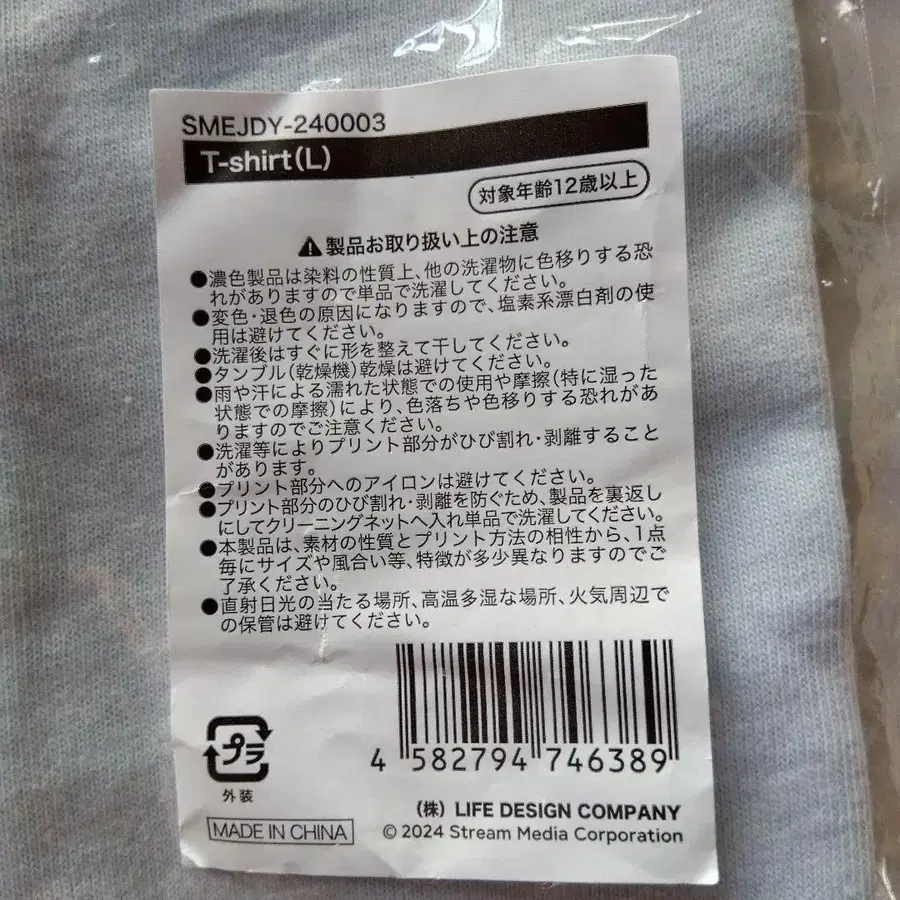 SMEJDY-240003
T-shirt(L)
対象年齢12歳以上
⚠製品お取り扱い上の注意
●濃色製品は染料の性質上、他の洗濯物に色移りする恐
れがありますので単品で洗濯してください。
●変色・退色の原因になりますので、塩素系漂白剤の使
用は避けてください。
●洗濯後はすぐに形を整えて干してください。
●タンブル(乾燥機)乾燥は避けてください。
●雨や汗による濡れた状態での使用や摩擦(特に湿った
状態での摩擦)により、色落ちや色移りする恐れがあ
りますのでご注意ください。
●洗濯等によりプリント部分がひび割れ・剥離すること
があります。
●プリント部分へのアイロンは避けてください。
●プリント部分のひび割れ・剥離を防ぐため、製品を裏返し
にしてクリーニングネットへ入れ単品で洗濯してください。
●本製品は、素材の性質とプリント方法の相性から、1点
毎にサイズや風合い等、特徴が多少異なりますのでご
了承ください。
●直射日光の当たる場所、高温多湿な場所、火気周辺で
の保管は避けてください。
4 582794 746389
プラ
外装
(株) LIFE DESIGN COMPANY
MADE IN CHINA
© 2024 Stream Media Corporation